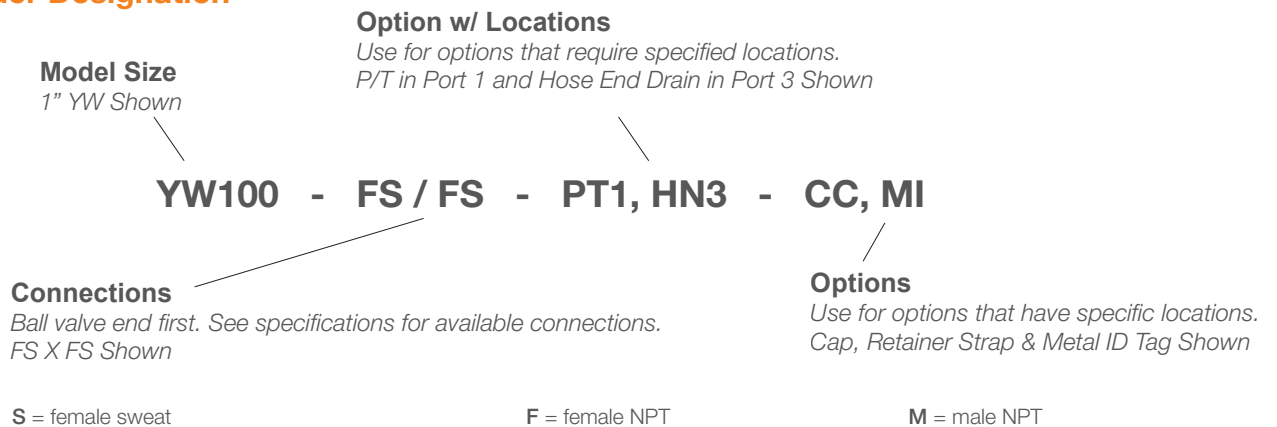 Designation
Option w/ Locations
Use for options that require specified locations.
P/T in Port 1 and Hose End Drain in Port 3 Shown
Model Size
1” YW Shown
YW100 - FS / FS - PT1, HN3 - CC, MI
Connections
Ball valve end first. See specifications for available connections.
FS X FS Shown
Options
Use for options that have specific locations.
Cap, Retainer Strap & Metal ID Tag Shown
S = female sweat F = female NPT M = male NPT